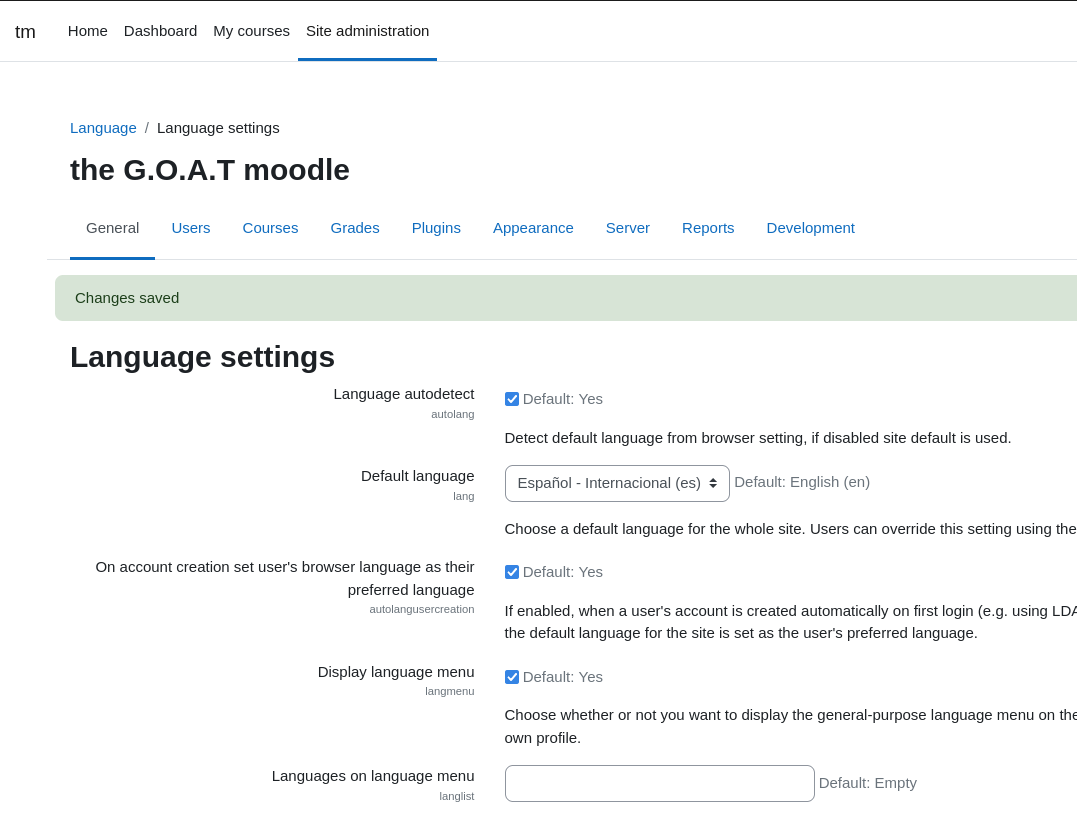 tm Home Dashboard My courses Site administration
Language / Language settings
the G.O.A.T moodle
General Users Courses Grades Plugins Appearance Server Reports Development
Changes saved
Language settings
Language autodetect
autolang
Default: Yes
Detect default language from browser setting, if disabled site default is used.
Default language
lang
Español - Internacional (es) Default: English (en)
Choose a default language for the whole site. Users can override this setting using the
On account creation set user's browser language as their
preferred language
autolangusercreation
Default: Yes
If enabled, when a user's account is created automatically on first login (e.g. using LDA
the default language for the site is set as the user's preferred language.
Display language menu
langmenu
Default: Yes
Choose whether or not you want to display the general-purpose language menu on the
own profile.
Languages on language menu
langlist
Default: Empty